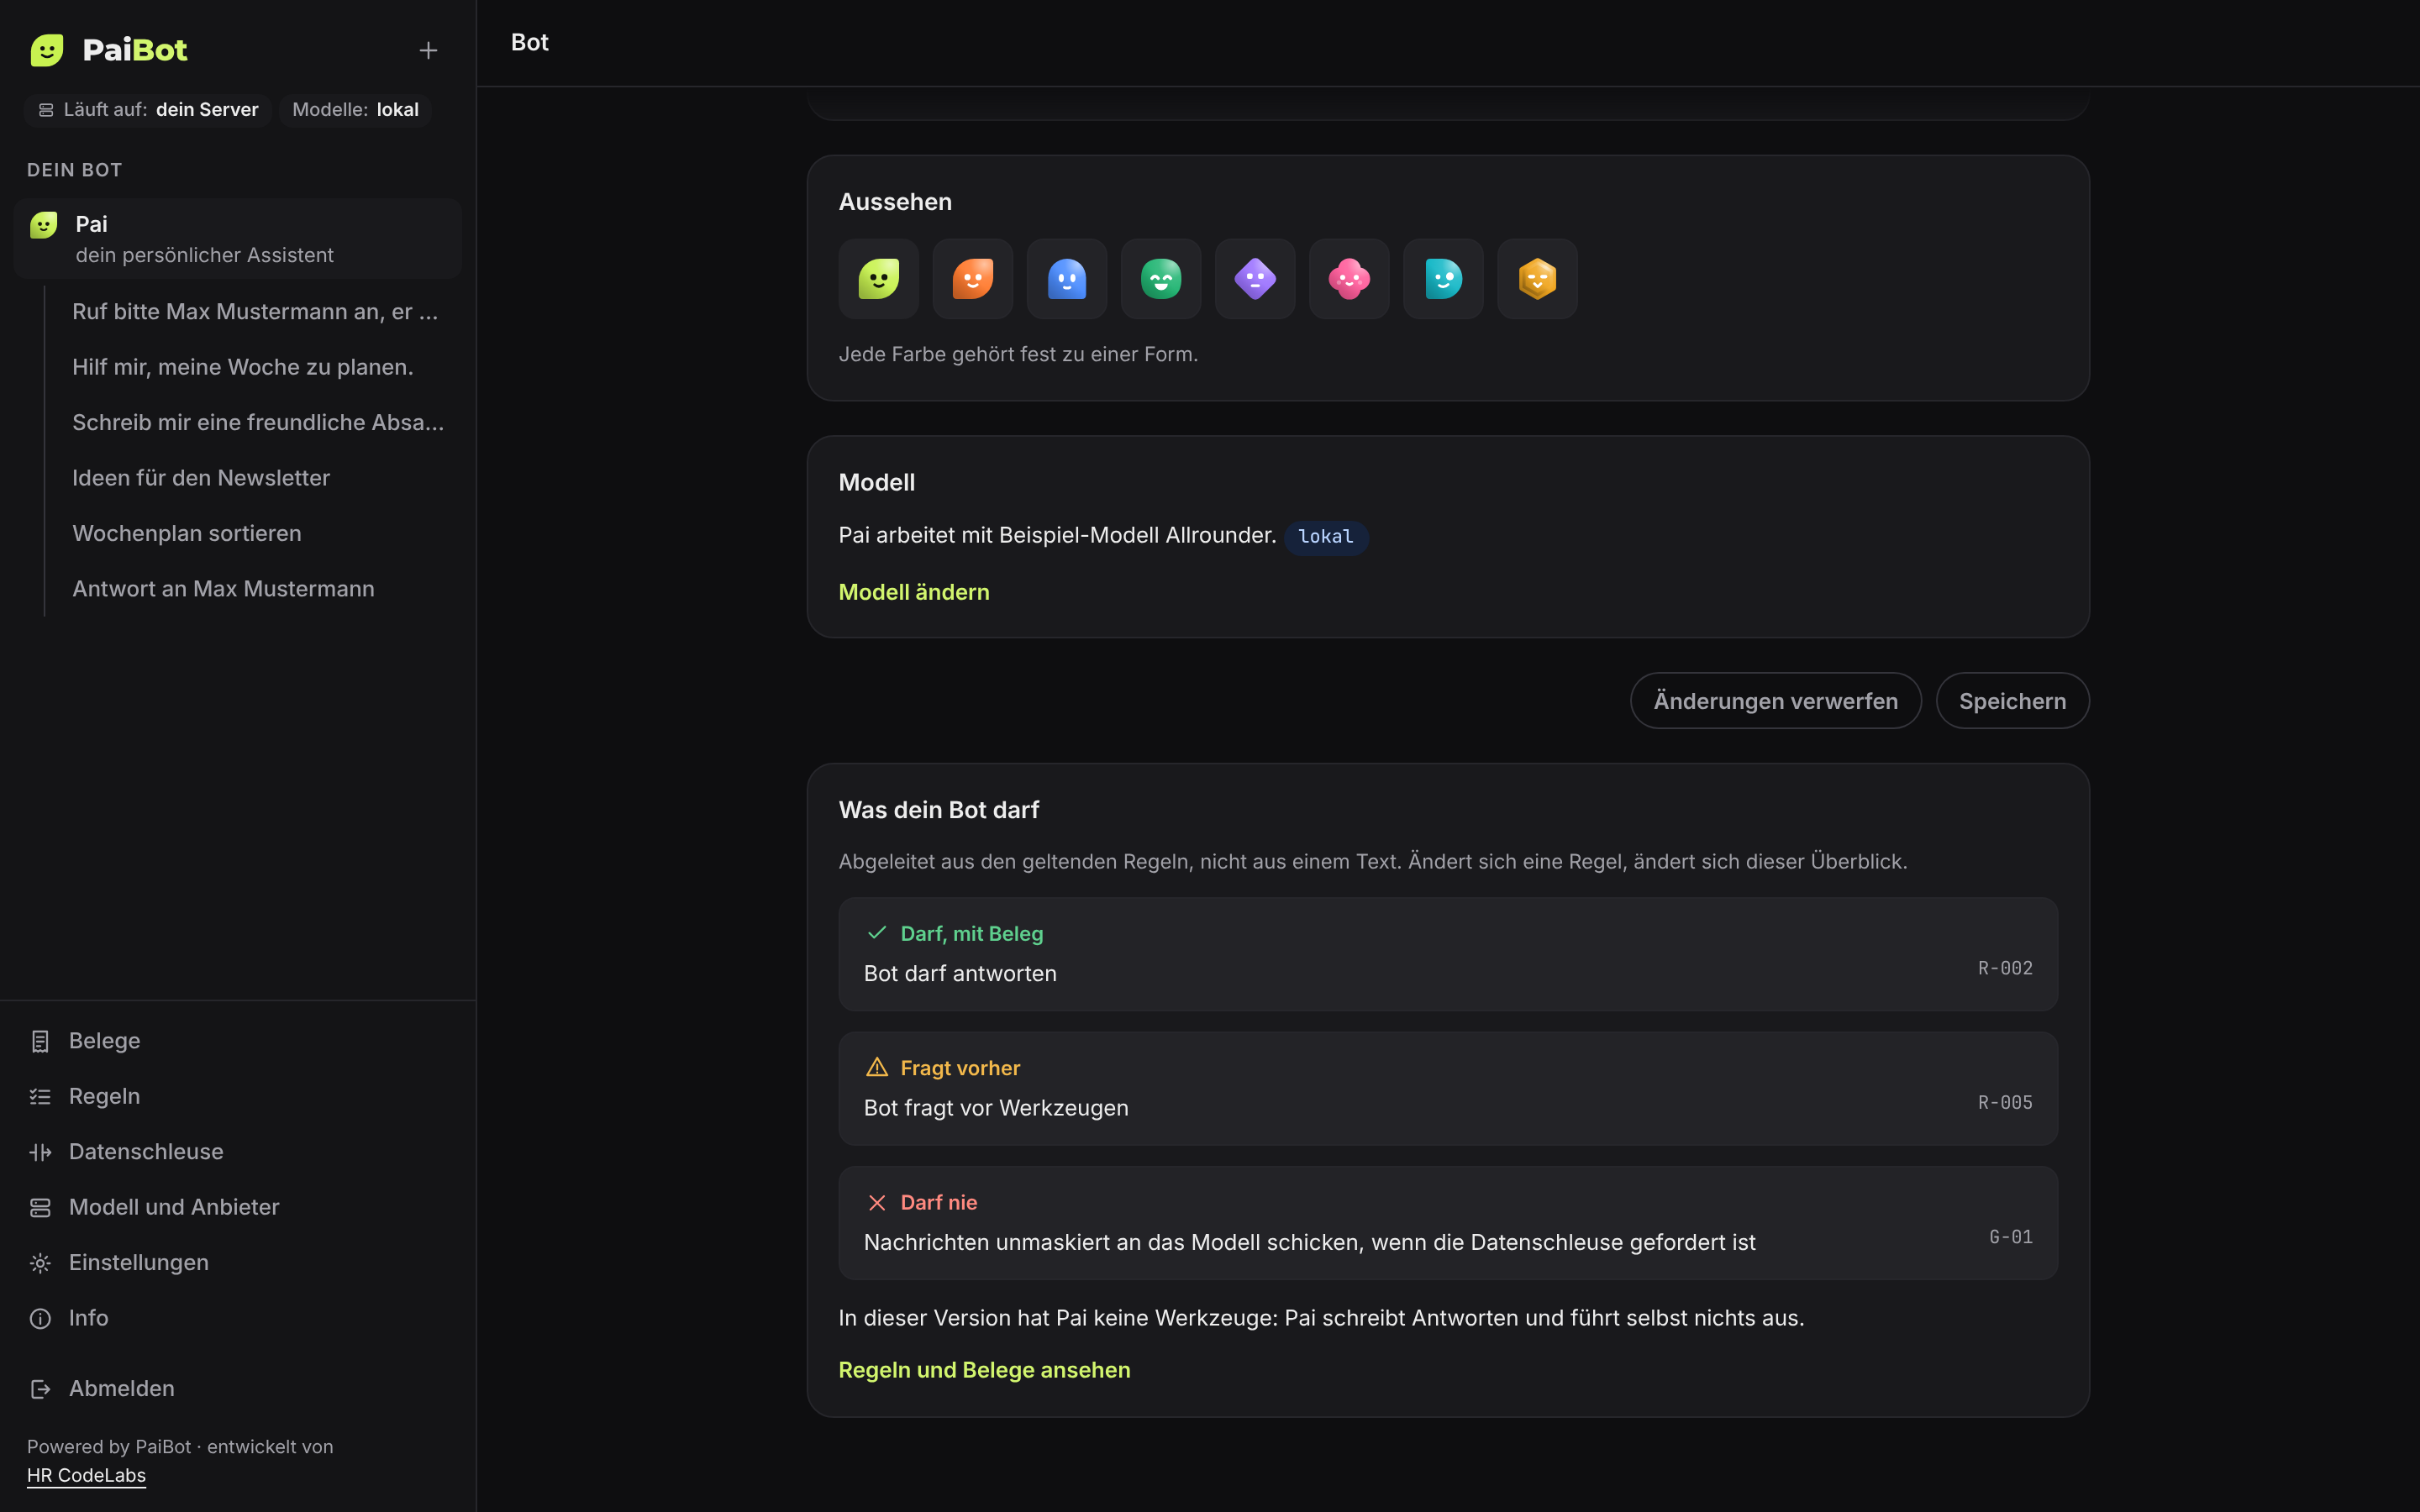 PaiBot
Läuft auf: dein Server
Modelle: lokal
DEIN BOT
Pai
dein persönlicher Assistent
Ruf bitte Max Mustermann an, er ...
Hilf mir, meine Woche zu planen.
Schreib mir eine freundliche Absa...
Ideen für den Newsletter
Wochenplan sortieren
Antwort an Max Mustermann
Belege
Regeln
Datenschleuse
Modell und Anbieter
Einstellungen
Info
Abmelden
Powered by PaiBot · entwickelt von
HR CodeLabs
Bot
Aussehen
Jede Farbe gehört fest zu einer Form.
Modell
Pai arbeitet mit Beispiel-Modell Allrounder. lokal
Modell ändern
Änderungen verwerfen
Speichern
Was dein Bot darf
Abgeleitet aus den geltenden Regeln, nicht aus einem Text. Ändert sich eine Regel, ändert sich dieser Überblick.
Darf, mit Beleg
Bot darf antworten
R-002
Fragt vorher
Bot fragt vor Werkzeugen
R-005
Darf nie
Nachrichten unmaskiert an das Modell schicken, wenn die Datenschleuse gefordert ist
G-01
In dieser Version hat Pai keine Werkzeuge: Pai schreibt Antworten und führt selbst nichts aus.
Regeln und Belege ansehen